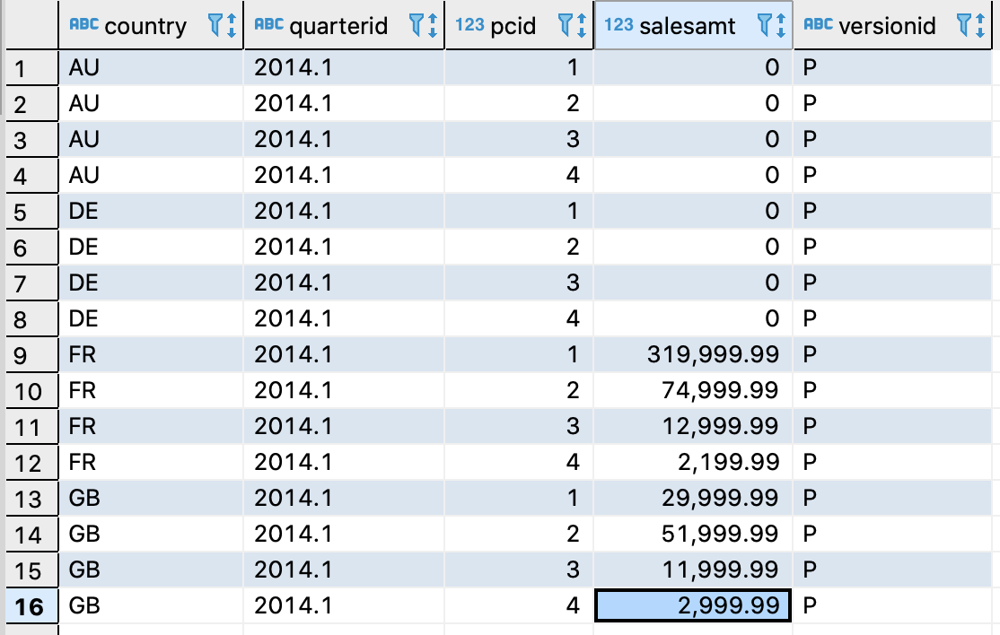 ABC country ABC quarterid 123 pcid 123 salesamt ABC versionid
1 AU 2014.1 1 0 P
2 AU 2014.1 2 0 P
3 AU 2014.1 3 0 P
4 AU 2014.1 4 0 P
5 DE 2014.1 1 0 P
6 DE 2014.1 2 0 P
7 DE 2014.1 3 0 P
8 DE 2014.1 4 0 P
9 FR 2014.1 1 319,999.99 P
10 FR 2014.1 2 74,999.99 P
11 FR 2014.1 3 12,999.99 P
12 FR 2014.1 4 2,199.99 P
13 GB 2014.1 1 29,999.99 P
14 GB 2014.1 2 51,999.99 P
15 GB 2014.1 3 11,999.99 P
16 GB 2014.1 4 2,999.99 P